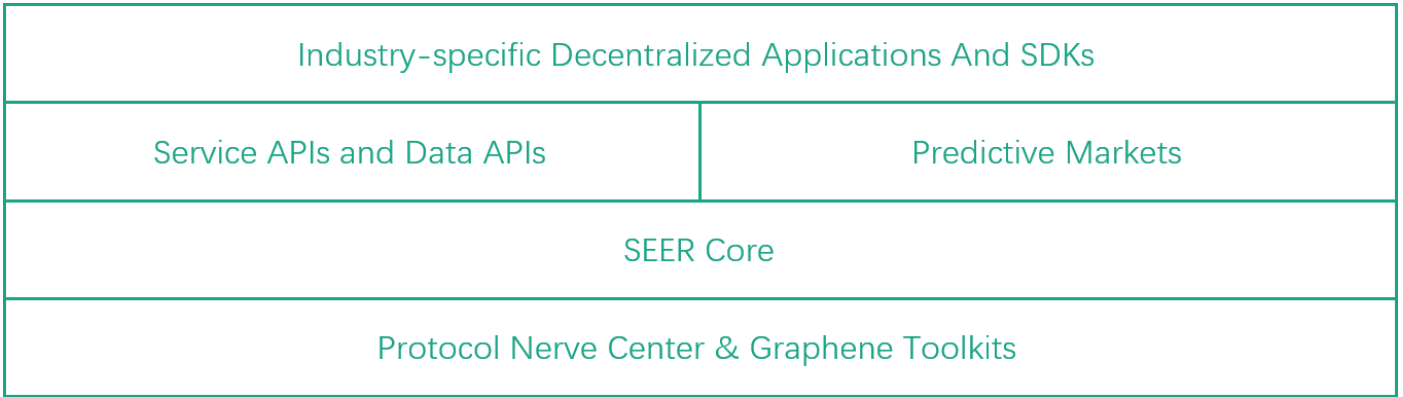 Industry-specific Decentralized Applications And SDKs
Service APIs and Data APIs
Predictive Markets
SEER Core
Protocol Nerve Center & Graphene Toolkits